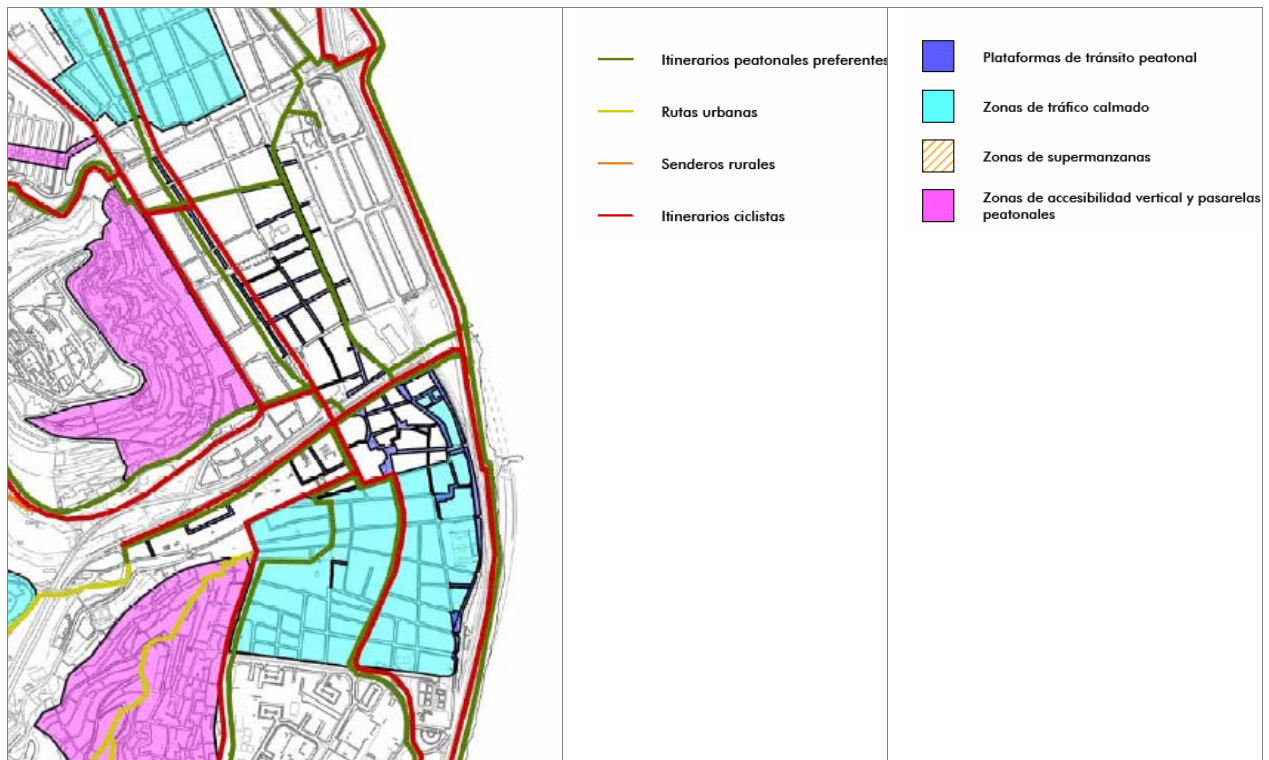 Itinerarios peatonales preferentes
Rutas urbanas
Senderos rurales
Itinerarios ciclistas
Plataformas de tránsito peatonal
Zonas de tráfico calmado
Zonas de supermanzanas
Zonas de accesibilidad vertical y pasarelas
peatonales